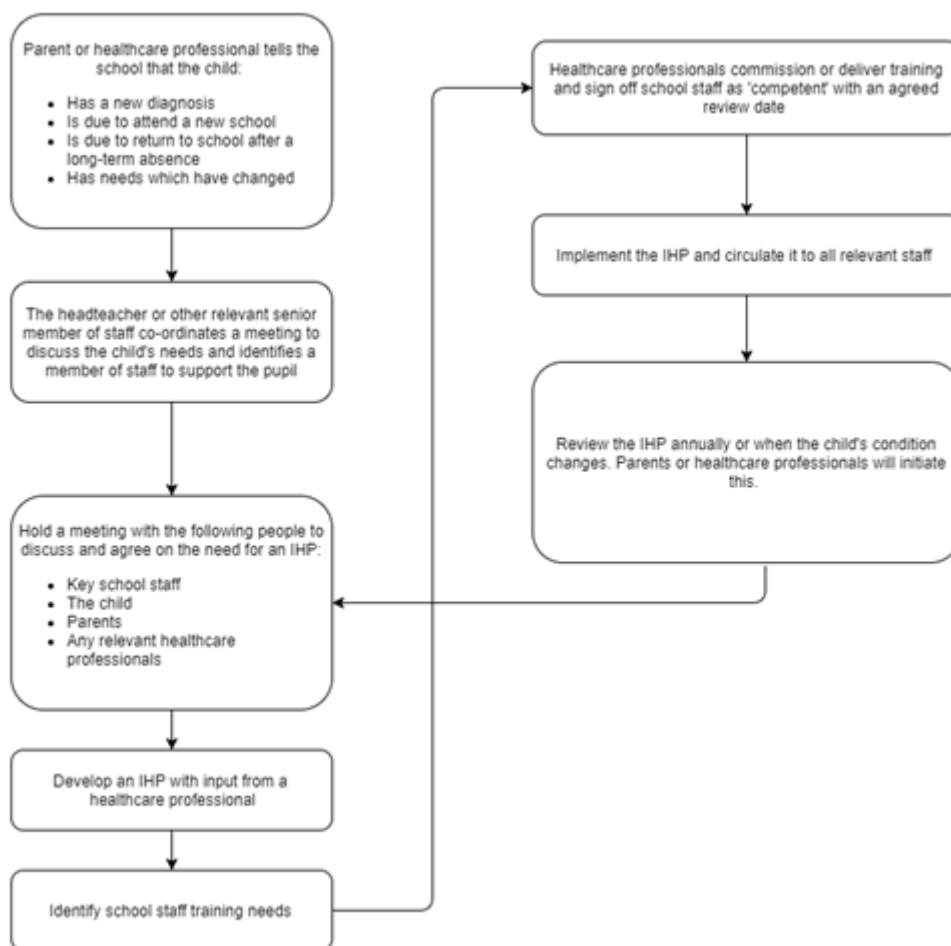 Parent or healthcare professional tells the
school that the child:
• Has a new diagnosis
• Is due to attend a new school
• Is due to return to school after a
long-term absence
• Has needs which have changed
The headteacher or other relevant senior
member of staff co-ordinates a meeting to
discuss the child's needs and identifies a
member of staff to support the pupil
Hold a meeting with the following people to
discuss and agree on the need for an IHP:
• Key school staff
• The child
• Parents
• Any relevant healthcare
professionals
Develop an IHP with input from a
healthcare professional
Identify school staff training needs
Healthcare professionals commission or deliver training
and sign off school staff as 'competent' with an agreed
review date
Implement the IHP and circulate it to all relevant staff
Review the IHP annually or when the child's condition
changes. Parents or healthcare professionals will initiate
this.